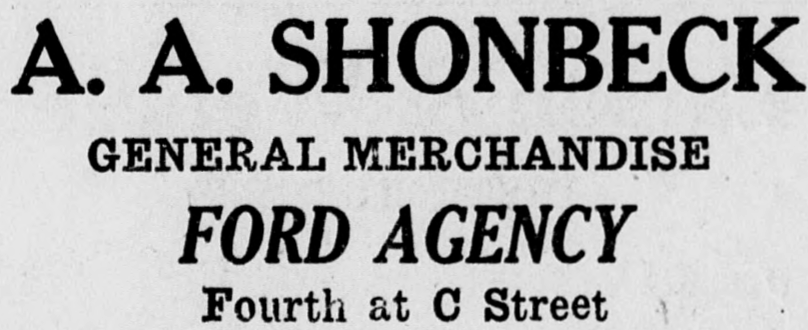 A. A. SHONBECK
GENERAL MERCHANDISE
FORD AGENCY
Fourth at C Street